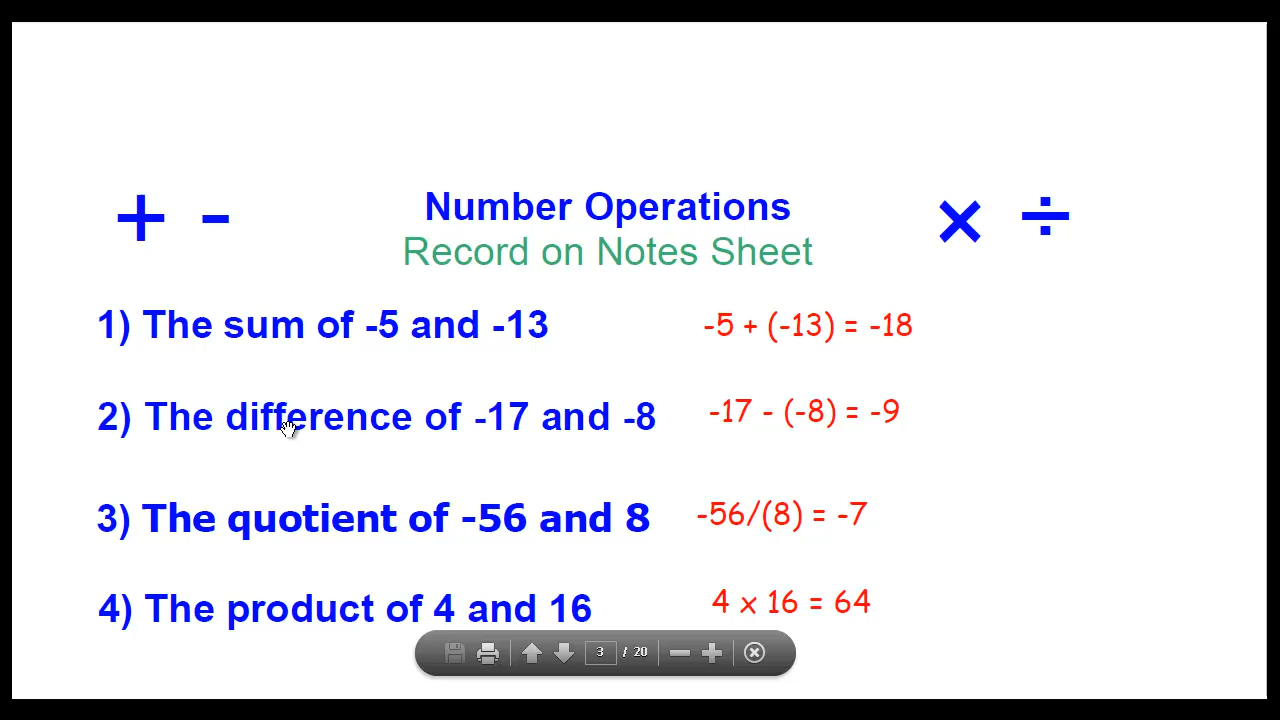 + - Number Operations × ÷
Record on Notes Sheet
1) The sum of -5 and -13 -5 + (-13) = -18
2) The difference of -17 and -8 -17 - (-8) = -9
3) The quotient of -56 and 8 -56/(8) = -7
4) The product of 4 and 16 4 x 16 = 64
3 / 20